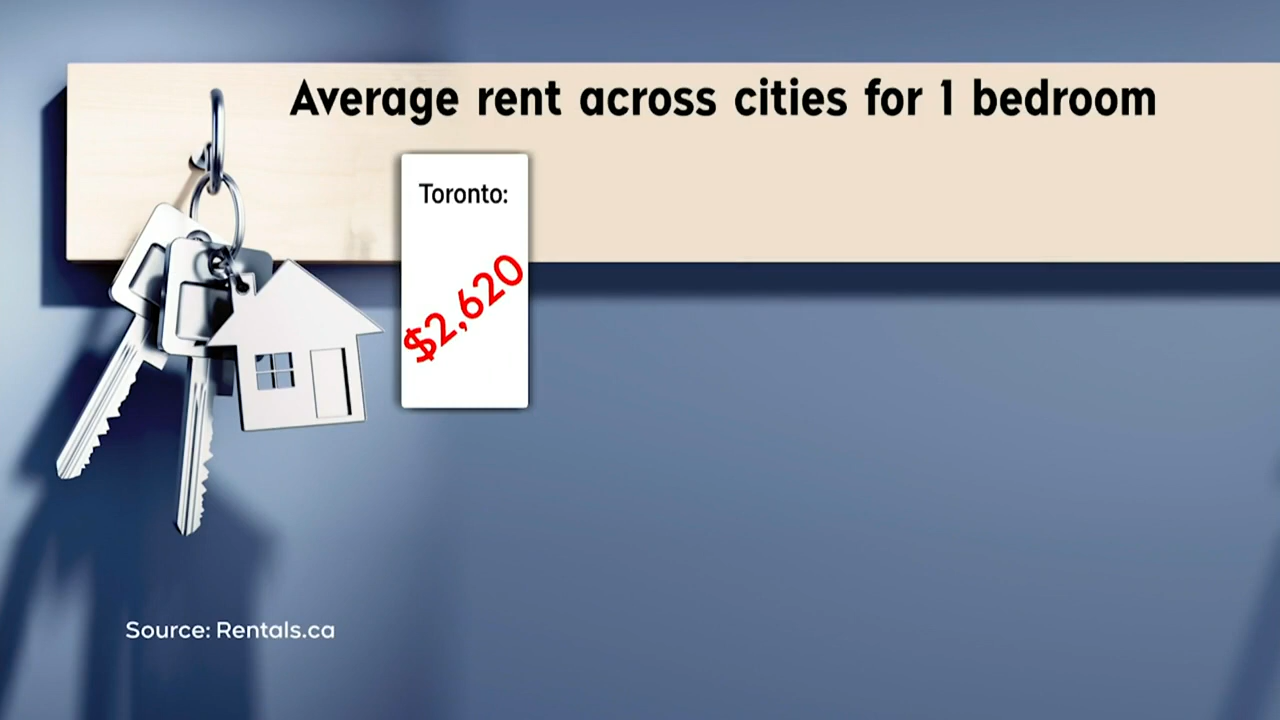 Average rent across cities for 1 bedroom
Toronto:
$2,620
Source: Rentals.ca